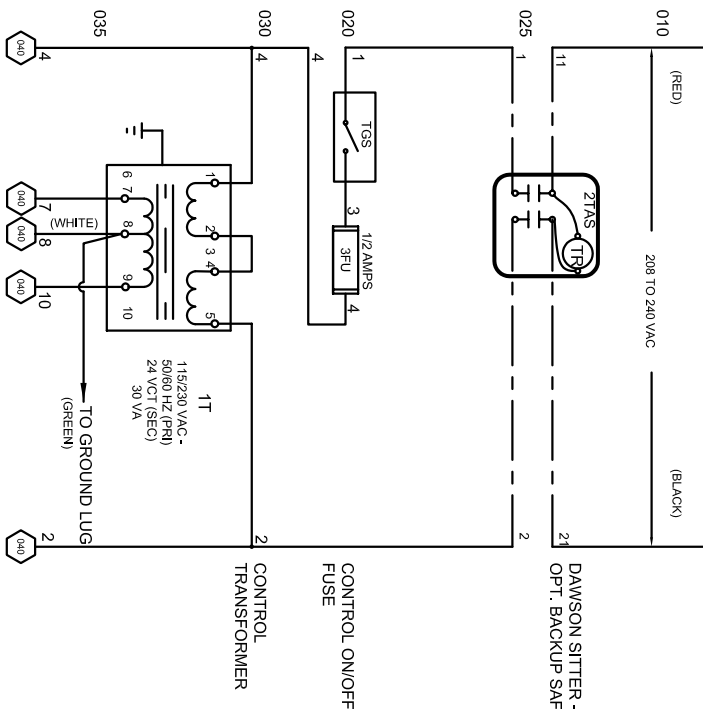 010
(RED)
208 TO 240 VAC
(BLACK)
025
11
21
2TAS
TR
DAWSON SITTER -
OPT. BACKUP SAF
1
2
020
1
TGS
3
1/2 AMPS
3FU
4
CONTROL ON/OFF
FUSE
4
030
4
2
CONTROL
TRANSFORMER
1
2
3
4
5
6
7
8
9
10
1T
115/230 VAC -
50/60 HZ (PRI)
24 VCT (SEC)
30 VA
035
(WHITE)
TO GROUND LUG
(GREEN)
040
4
040
7
040
8
040
10
040
2